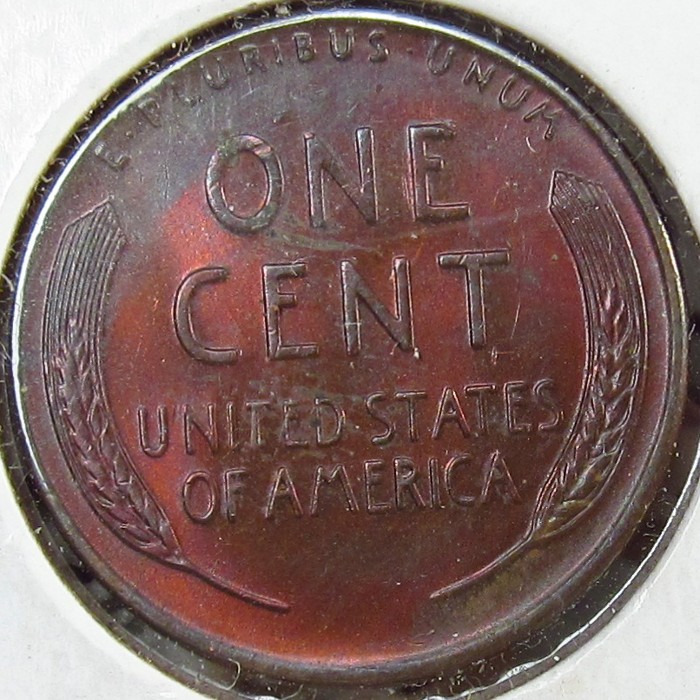 E · PLURIBUS · UNUM
ONE
CENT
UNITED STATES
OF AMERICA